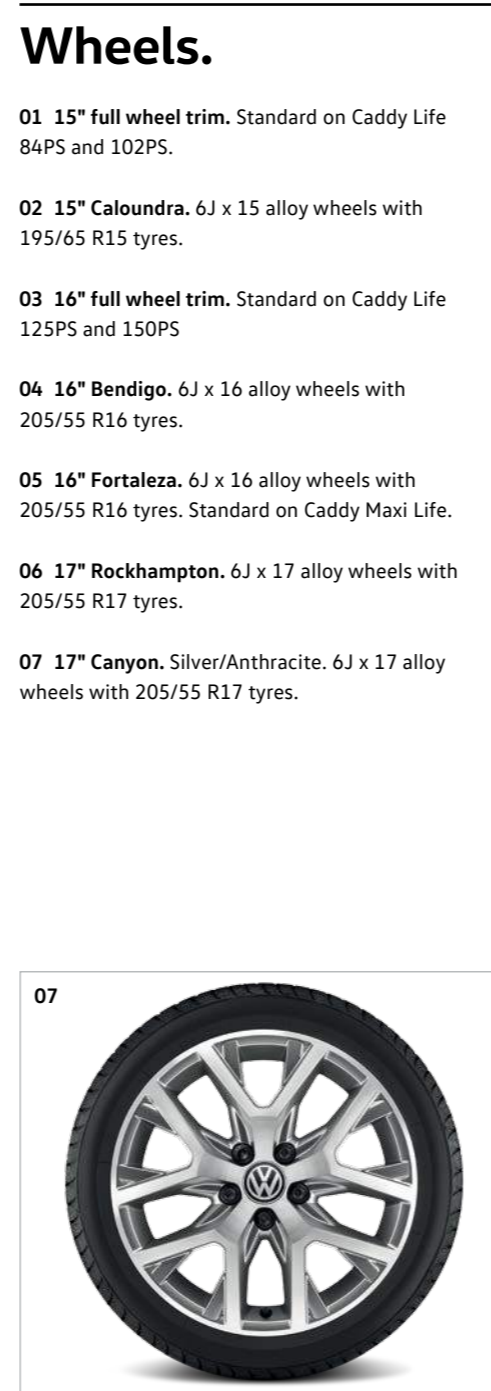 Wheels.
01 15" full wheel trim. Standard on Caddy Life
84PS and 102PS.
02 15" Caloundra. 6J x 15 alloy wheels with
195/65 R15 tyres.
03 16" full wheel trim. Standard on Caddy Life
125PS and 150PS
04 16" Bendigo. 6J x 16 alloy wheels with
205/55 R16 tyres.
05 16" Fortaleza. 6J x 16 alloy wheels with
205/55 R16 tyres. Standard on Caddy Maxi Life.
06 17" Rockhampton. 6J x 17 alloy wheels with
205/55 R17 tyres.
07 17" Canyon. Silver/Anthracite. 6J x 17 alloy
wheels with 205/55 R17 tyres.
07
VW